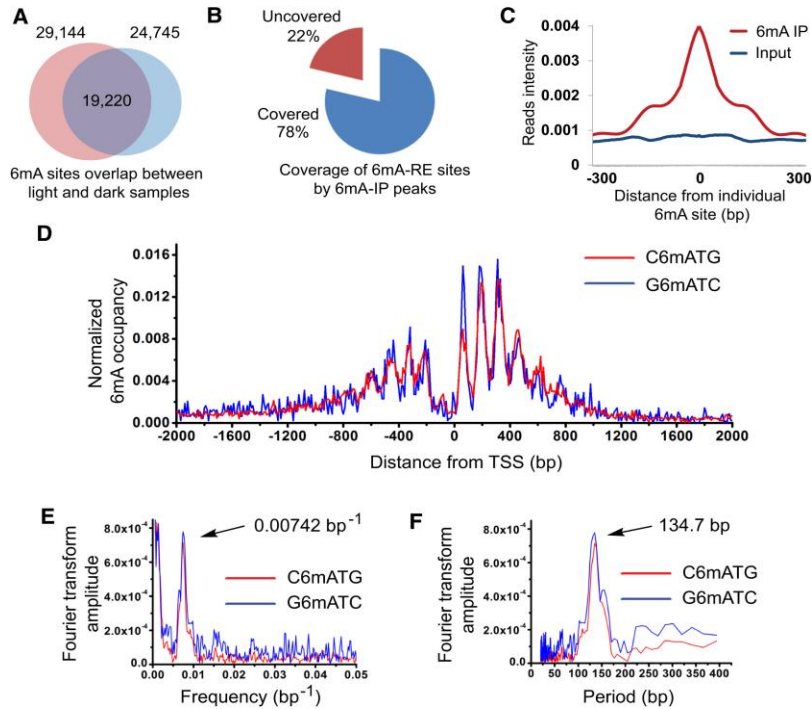 A
29,144
24,745
19,220
6mA sites overlap between
light and dark samples
B
Uncovered
22%
Covered
78%
Coverage of 6mA-RE sites
by 6mA-IP peaks
C
Reads intensity
0.004
0.003
0.002
0.001
0
-300
0
300
6mA IP
Input
Distance from individual
6mA site (bp)
D
Normalized
6mA occupancy
0.016
0.012
0.008
0.004
0.000
-2000 -1600 -1200 -800 -400 0 400 800 1200 1600 2000
C6mATG
G6mATC
Distance from TSS (bp)
E
Fourier transform
amplitude
8.0x10⁻⁴
6.0x10⁻⁴
4.0x10⁻⁴
2.0x10⁻⁴
0.0
0.00 0.01 0.02 0.03 0.04 0.05
0.00742 bp⁻¹
C6mATG
G6mATC
Frequency (bp⁻¹)
F
Fourier transform
amplitude
8.0x10⁻⁴
6.0x10⁻⁴
4.0x10⁻⁴
2.0x10⁻⁴
0.0
0 50 100 150 200 250 300 350 400
134.7 bp
C6mATG
G6mATC
Period (bp)